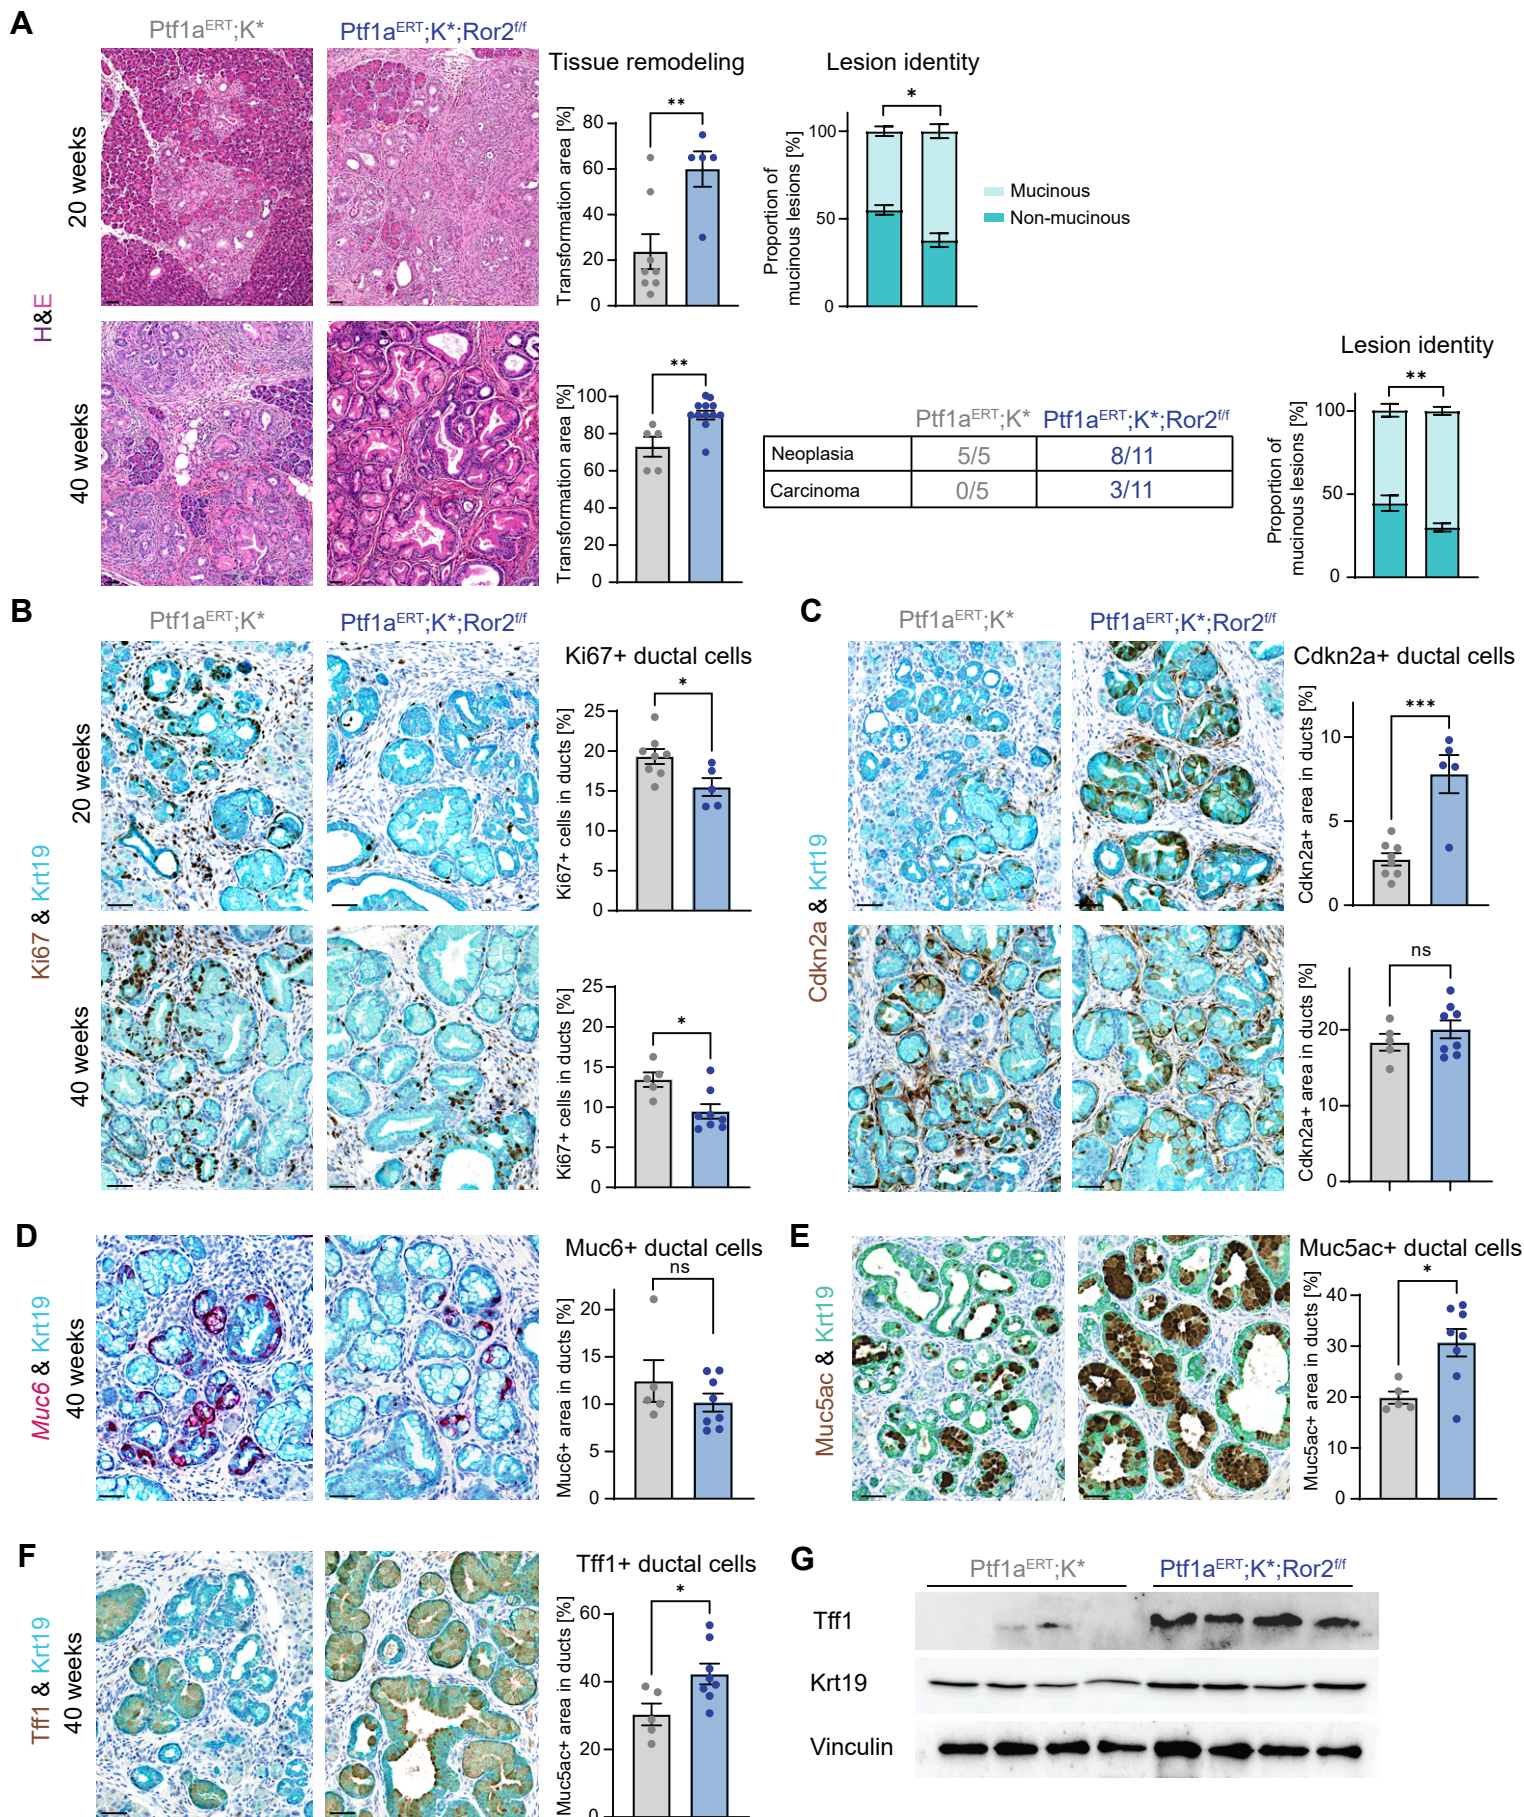 A
Ptf1aERT;K*
Ptf1aERT;K*;Ror2f/f
H&E
20 weeks
40 weeks
Tissue remodeling
Transformation area [%]
**
80
60
40
20
0
Lesion identity
Proportion of
mucinous lesions [%]
*
100
50
0
Mucinous
Non-mucinous
Transformation area [%]
**
100
80
60
40
20
0
Ptf1aERT;K*
Ptf1aERT;K*;Ror2f/f
Neoplasia 5/5 8/11
Carcinoma 0/5 3/11
Lesion identity
Proportion of
mucinous lesions [%]
**
100
50
0
B
Ptf1aERT;K*
Ptf1aERT;K*;Ror2f/f
Ki67 & Krt19
20 weeks
40 weeks
Ki67+ ductal cells
Ki67+ cells in ducts [%]
*
25
20
15
10
5
0
Ki67+ cells in ducts [%]
*
25
20
15
10
5
0
C
Ptf1aERT;K*
Ptf1aERT;K*;Ror2f/f
Cdkn2a & Krt19
Cdkn2a+ ductal cells
Cdkn2a+ area in ducts [%]
***
10
5
0
Cdkn2a+ area in ducts [%]
ns
20
10
0
D
Muc6 & Krt19
40 weeks
Muc6+ ductal cells
Muc6+ area in ducts [%]
ns
20
15
10
5
0
E
Muc5ac & Krt19
Muc5ac+ ductal cells
Muc5ac+ area in ducts [%]
*
40
30
20
10
0
F
Tff1 & Krt19
40 weeks
Tff1+ ductal cells
Muc5ac+ area in ducts [%]
*
60
40
20
0
G
Ptf1aERT;K*
Ptf1aERT;K*;Ror2f/f
Tff1
Krt19
Vinculin